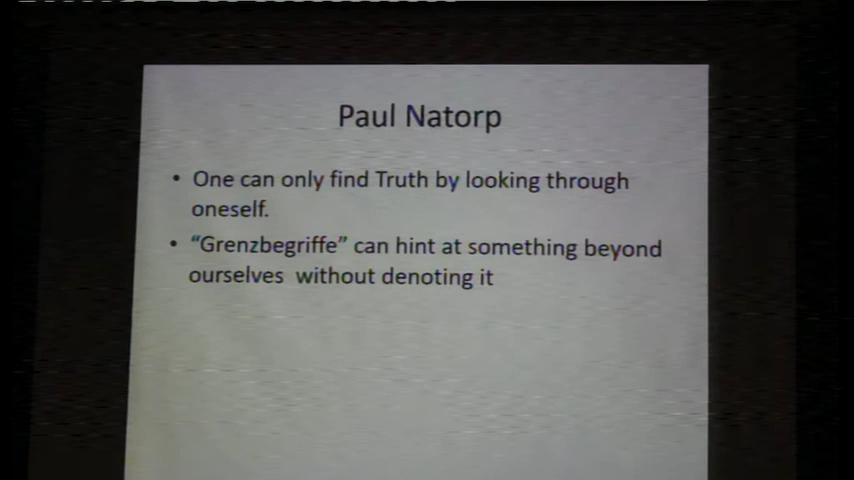 Paul Natorp
• One can only find Truth by looking through
oneself.
• “Grenzbegriffe” can hint at something beyond
ourselves  without denoting it